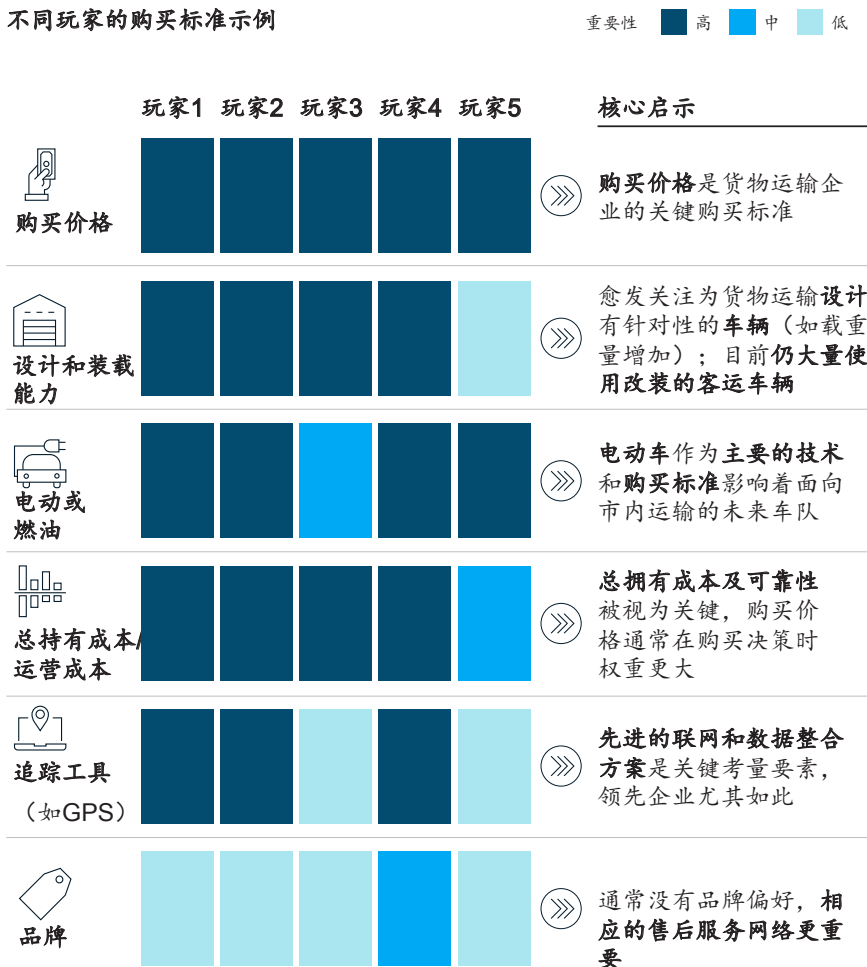 不同玩家的购买标准示例
重要性 高 中 低
玩家1 玩家2 玩家3 玩家4 玩家5 核心启示
购买价格
购买价格是货物运输企
业的关键购买标准
设计和装载
能力
愈发关注为货物运输设计
有针对性的车辆（如载重
量增加）；目前仍大量使
用改装的客运车辆
电动或
燃油
电动车作为主要的技术
和购买标准影响着面向
市内运输的未来车队
总持有成本/
运营成本
总拥有成本及可靠性
被视为关键，购买价
格通常在购买决策时
权重更大
追踪工具
（如GPS）
先进的联网和数据整合
方案是关键考量要素，
领先企业尤其如此
品牌
通常没有品牌偏好，相
应的售后服务网络更重
要